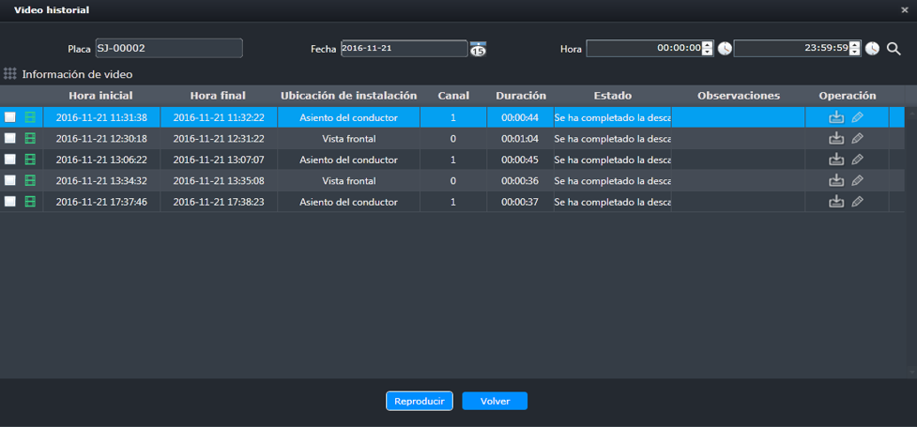 Video historial
Placa SJ-00002 Fecha 2016-11-21 15 Hora 00:00:00 23:59:59
Información de video
Hora inicial Hora final Ubicación de instalación Canal Duración Estado Observaciones Operación
2016-11-21 11:31:38 2016-11-21 11:32:22 Asiento del conductor 1 00:00:44 Se ha completado la desca
2016-11-21 12:30:18 2016-11-21 12:31:22 Vista frontal 0 00:01:04 Se ha completado la desca
2016-11-21 13:06:22 2016-11-21 13:07:07 Asiento del conductor 1 00:00:45 Se ha completado la desca
2016-11-21 13:34:32 2016-11-21 13:35:08 Vista frontal 0 00:00:36 Se ha completado la desca
2016-11-21 17:37:46 2016-11-21 17:38:23 Asiento del conductor 1 00:00:37 Se ha completado la desca
Reproducir Volver